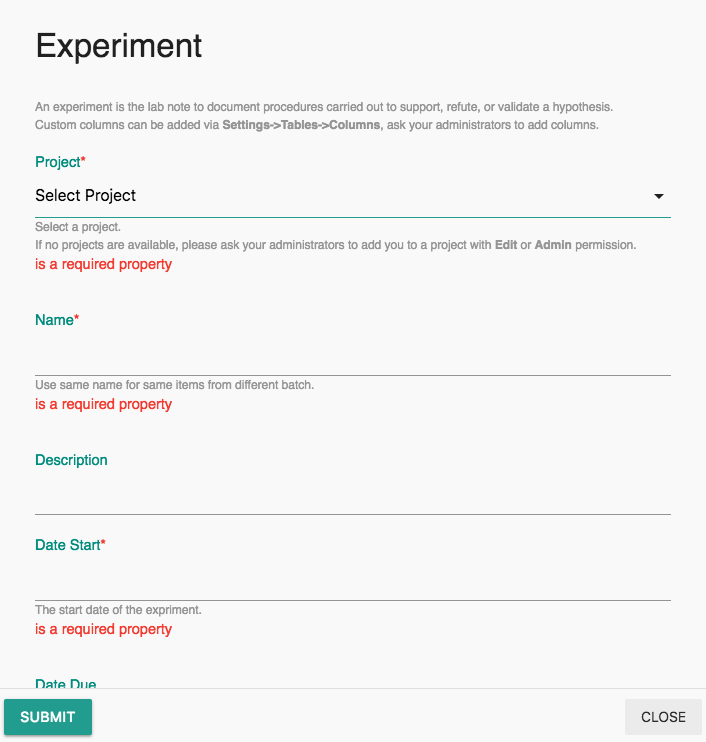 Experiment
An experiment is the lab note to document procedures carried out to support, refute, or validate a hypothesis.
Custom columns can be added via Settings->Tables->Columns, ask your administrators to add columns.
Project*
Select Project
Select a project.
If no projects are available, please ask your administrators to add you to a project with Edit or Admin permission.
is a required property
Name*
Use same name for same items from different batch.
is a required property
Description
Date Start*
The start date of the expriment.
is a required property
Date Due
SUBMIT
CLOSE